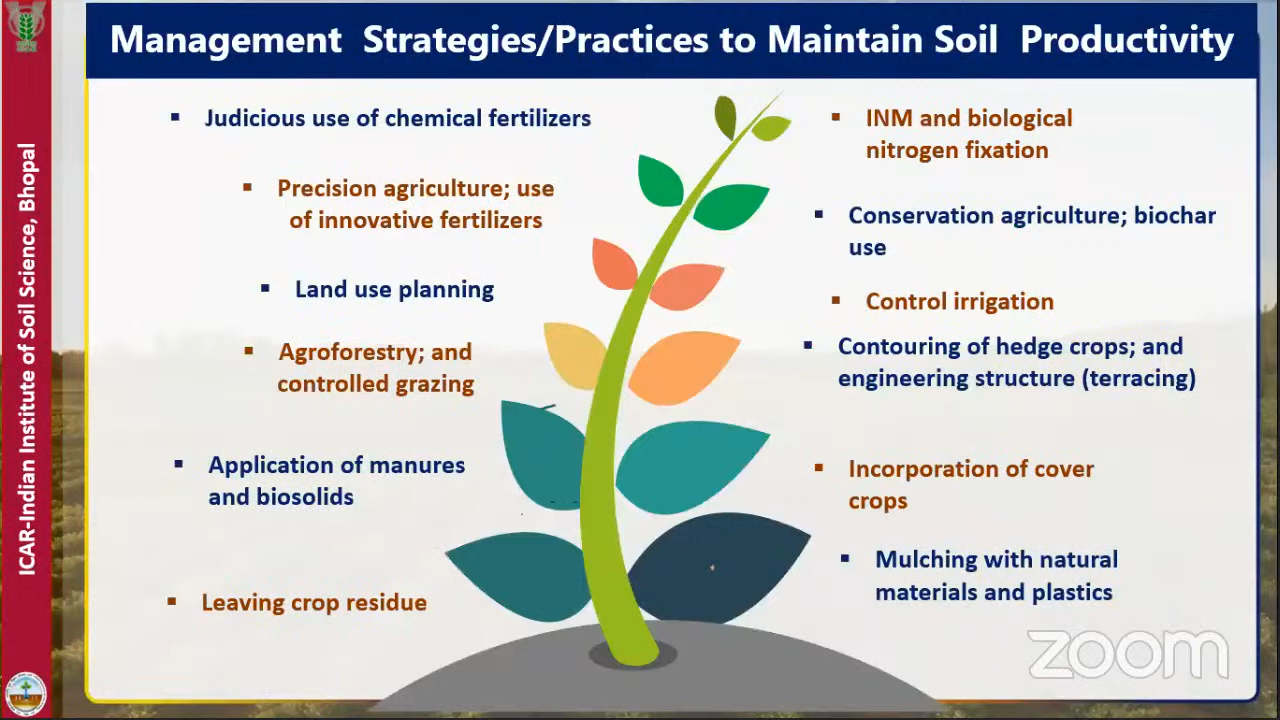 Management Strategies/Practices to Maintain Soil Productivity
ICAR-Indian Institute of Soil Science, Bhopal
▪ Judicious use of chemical fertilizers
▪ Precision agriculture; use
of innovative fertilizers
▪ Land use planning
▪ Agroforestry; and
controlled grazing
▪ Application of manures
and biosolids
▪ Leaving crop residue
▪ INM and biological
nitrogen fixation
▪ Conservation agriculture; biochar
use
▪ Control irrigation
▪ Contouring of hedge crops; and
engineering structure (terracing)
▪ Incorporation of cover
crops
▪ Mulching with natural
materials and plastics
zoom